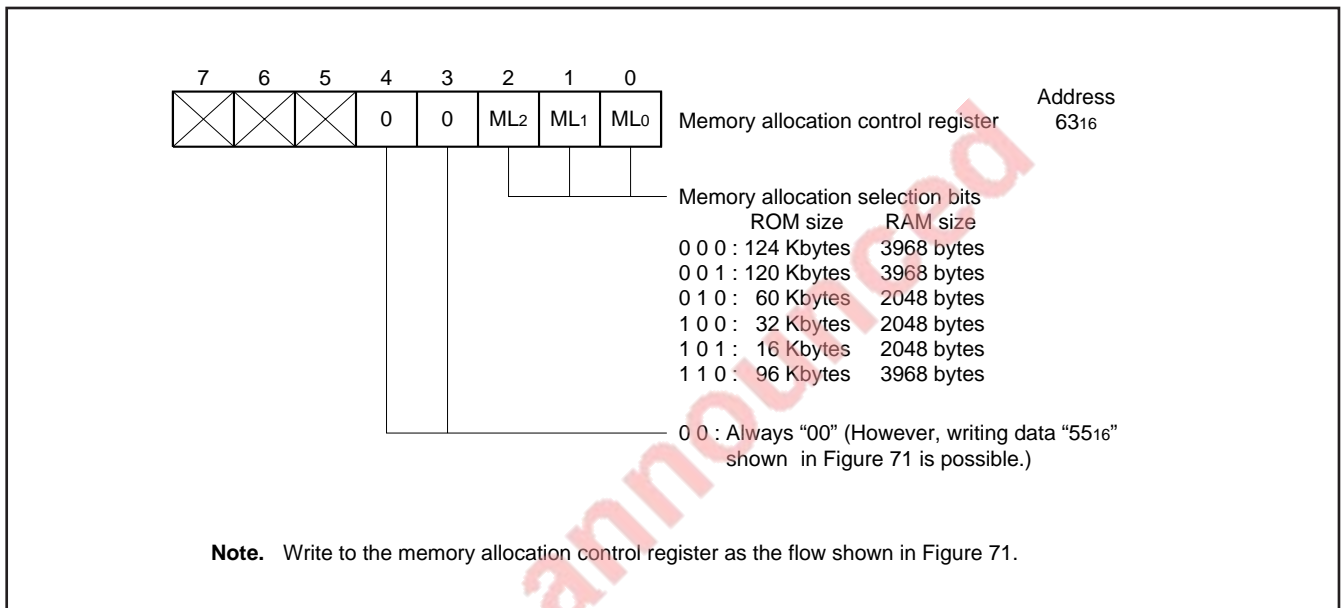 7 6 5 4 3 2 1 0
0 0 ML2 ML1 ML0 Memory allocation control register
Address
6316
Memory allocation selection bits
ROM size RAM size
0 0 0 : 124 Kbytes 3968 bytes
0 0 1 : 120 Kbytes 3968 bytes
0 1 0 : 60 Kbytes 2048 bytes
1 0 0 : 32 Kbytes 2048 bytes
1 0 1 : 16 Kbytes 2048 bytes
1 1 0 : 96 Kbytes 3968 bytes
0 0 : Always “00” (However, writing data “5516”
shown in Figure 71 is possible.)
Note. Write to the memory allocation control register as the flow shown in Figure 71.
announced